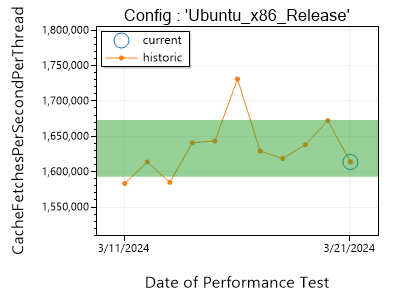 Config : 'Ubuntu_x86_Release'
CacheFetchesPerSecondPerThread
1,800,000
1,750,000
1,700,000
1,650,000
1,600,000
1,550,000
current
historic
3/11/2024
3/21/2024
Date of Performance Test